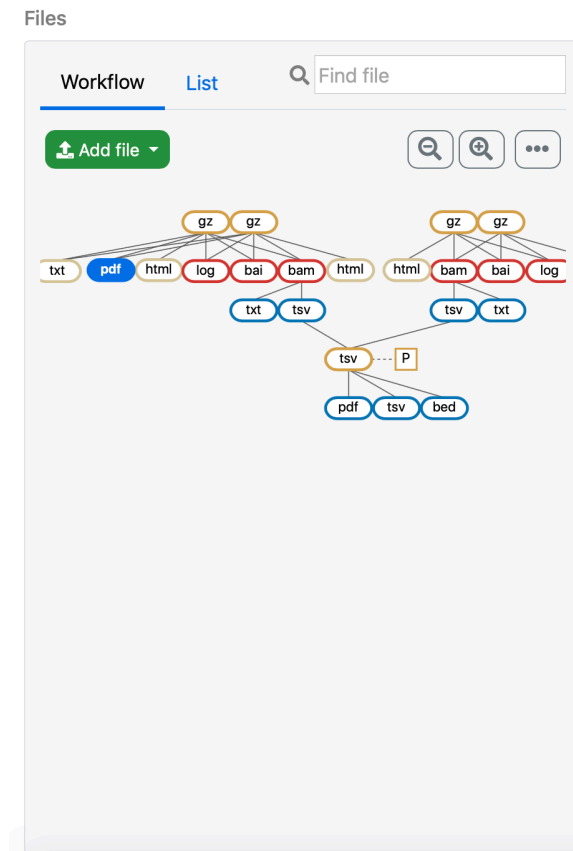 Files
Workflow List Find file
Add file
gz gz gz gz
txt pdf html log bai bam html html bam bai log
txt tsv tsv txt
tsv P
pdf tsv bed